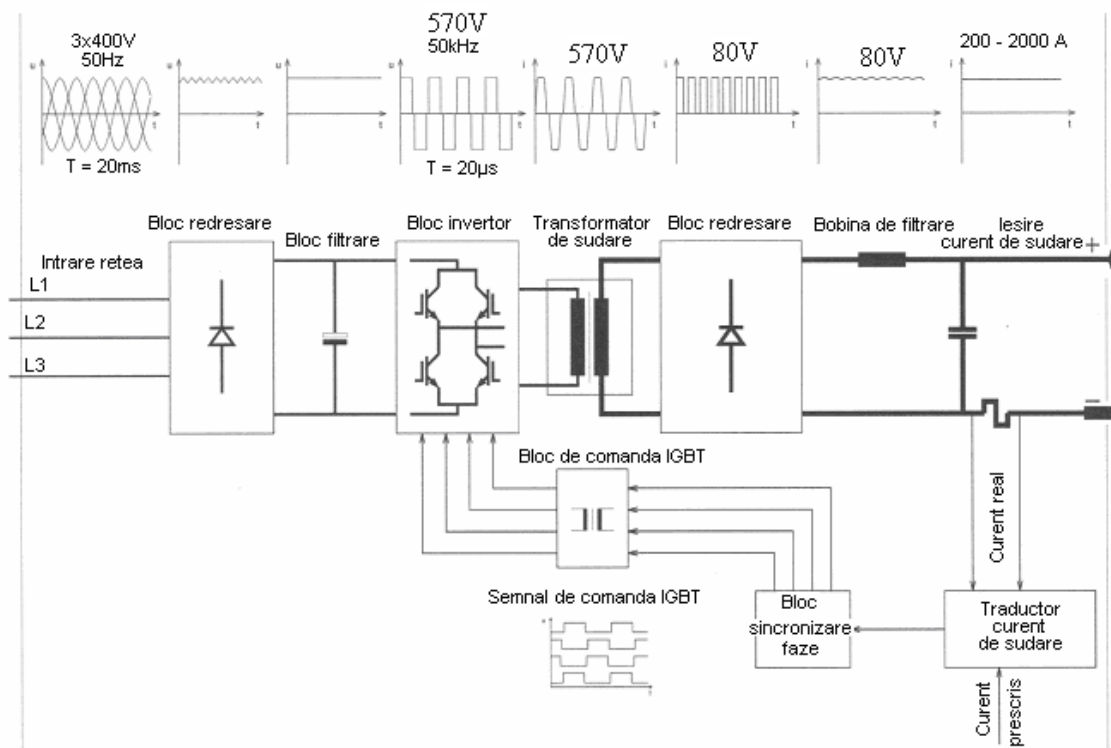 3x400V
50Hz
570V
50kHz
570V
80V
80V
200 - 2000 A
u
u
u
u
i
i
i
i
t
t
t
t
t
t
t
t
T = 20ms
T = 20µs
Bloc redresare
Bloc filtrare
Bloc invertor
Transformator
de sudare
Bloc redresare
Bobina de filtrare
Iesire
curent de sudare
+
Intrare retea
L1
L2
L3
−
Bloc de comanda IGBT
Curent real
Semnal de comanda IGBT
Bloc
sincronizare
faze
Traductor
curent
de sudare
Curent
prescris